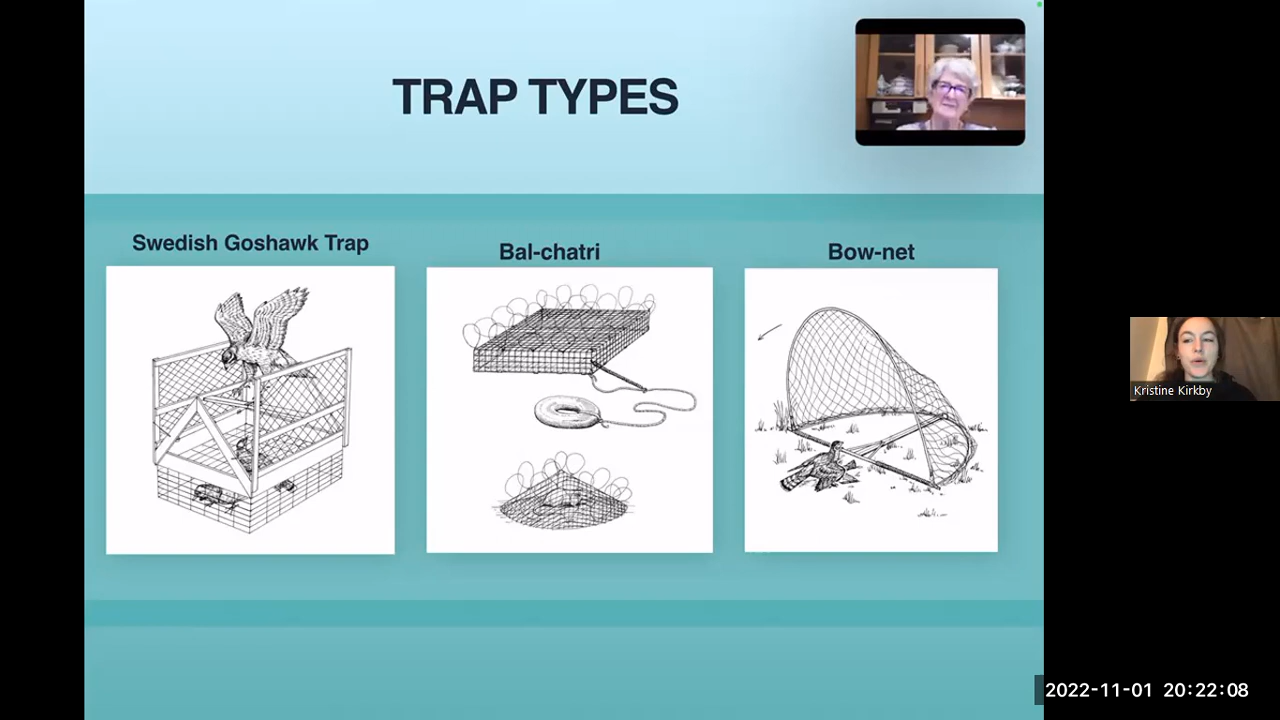 TRAP TYPES
Swedish Goshawk Trap
Bal-chatri
Bow-net
Kristine Kirkby
2022-11-01 20:22:08